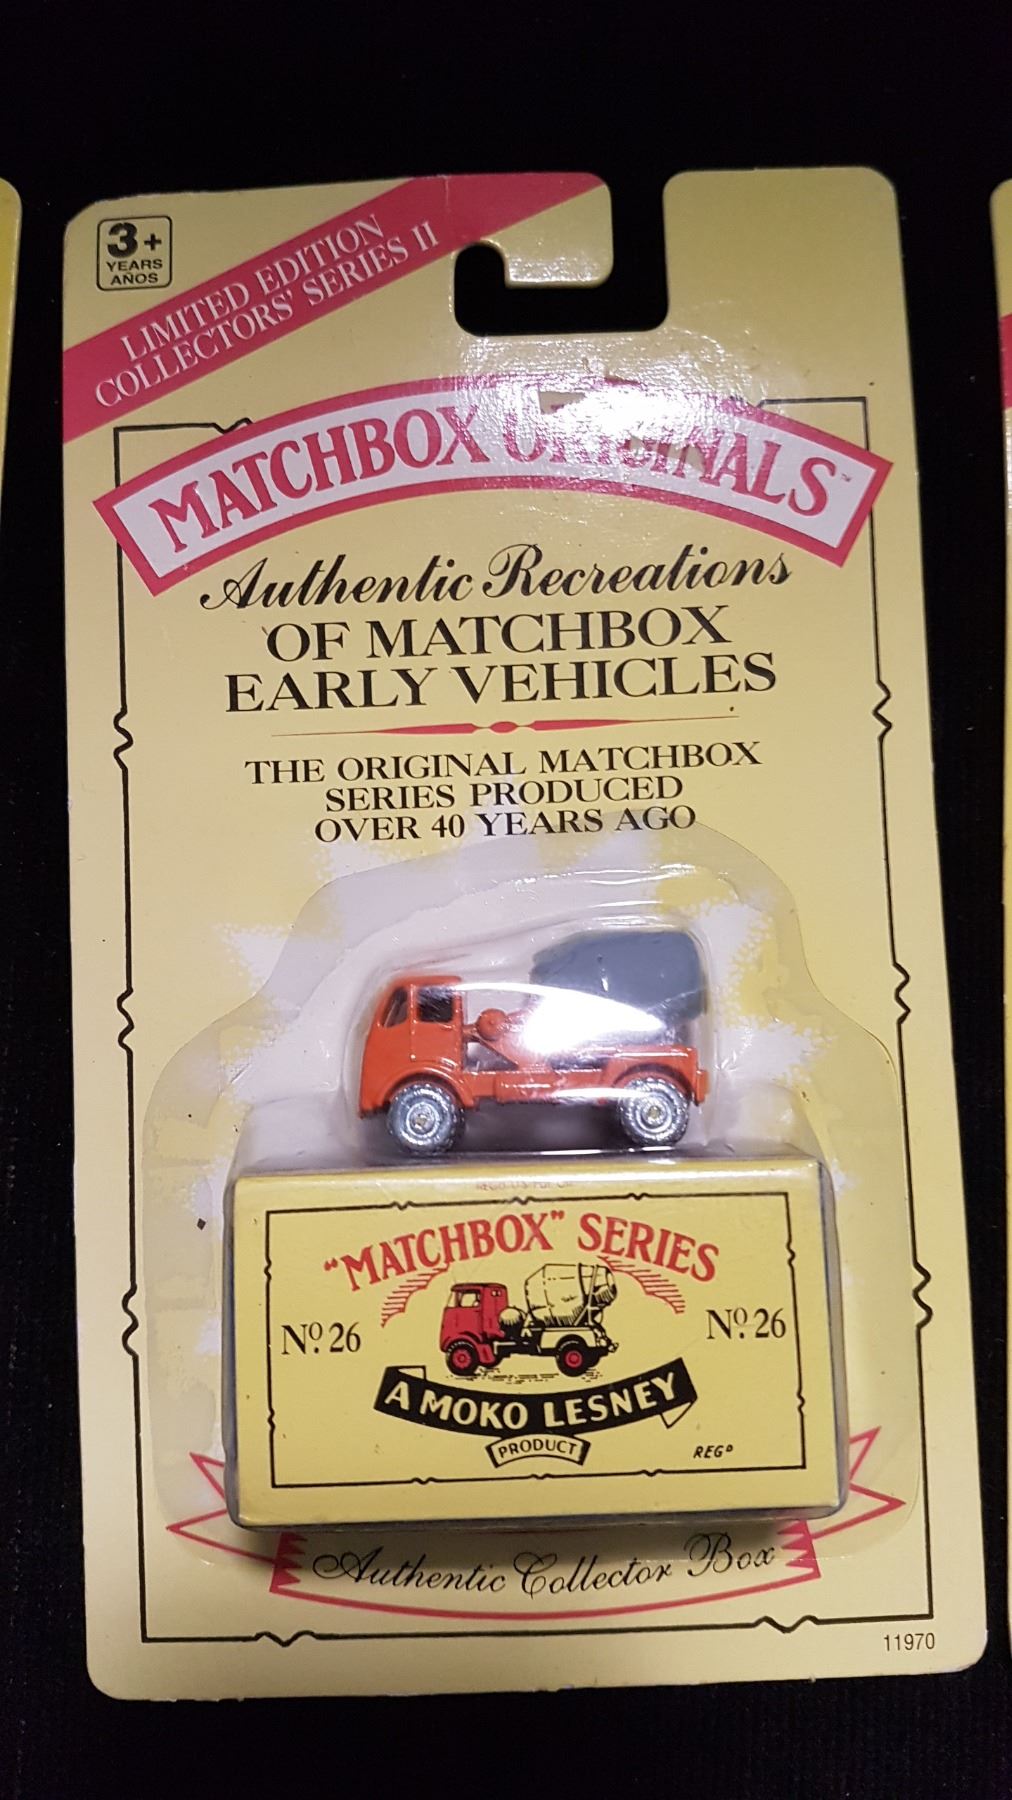 3+
YEARS
AÑOS
LIMITED EDITION
COLLECTORS' SERIES II
MATCHBOX ORIGINALS™
Authentic Recreations
OF MATCHBOX
EARLY VEHICLES
THE ORIGINAL MATCHBOX
SERIES PRODUCED
OVER 40 YEARS AGO
"MATCHBOX" SERIES
Nº. 26
Nº. 26
A MOKO LESNEY
PRODUCT
REGD
Authentic Collector Box
11970